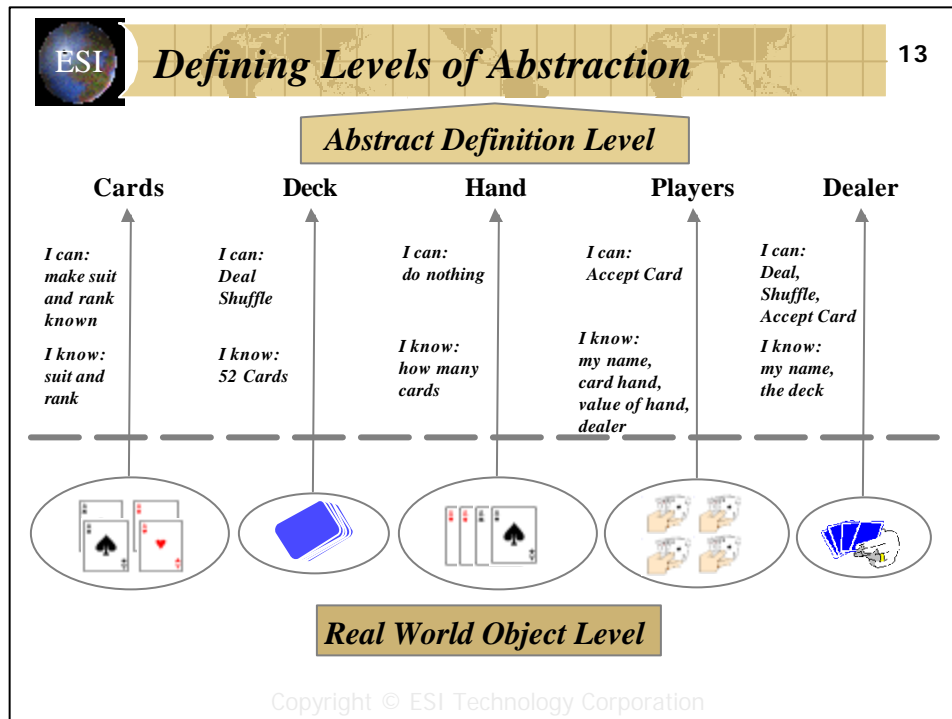 ESI
Defining Levels of Abstraction
13
Abstract Definition Level
Cards
Deck
Hand
Players
Dealer
I can:
make suit
and rank
known
I know:
suit and
rank
I can:
Deal
Shuffle
I know:
52 Cards
I can:
do nothing
I know:
how many
cards
I can:
Accept Card
I know:
my name,
card hand,
value of hand,
dealer
I can:
Deal,
Shuffle,
Accept Card
I know:
my name,
the deck
Real World Object Level
Copyright © ESI Technology Corporation